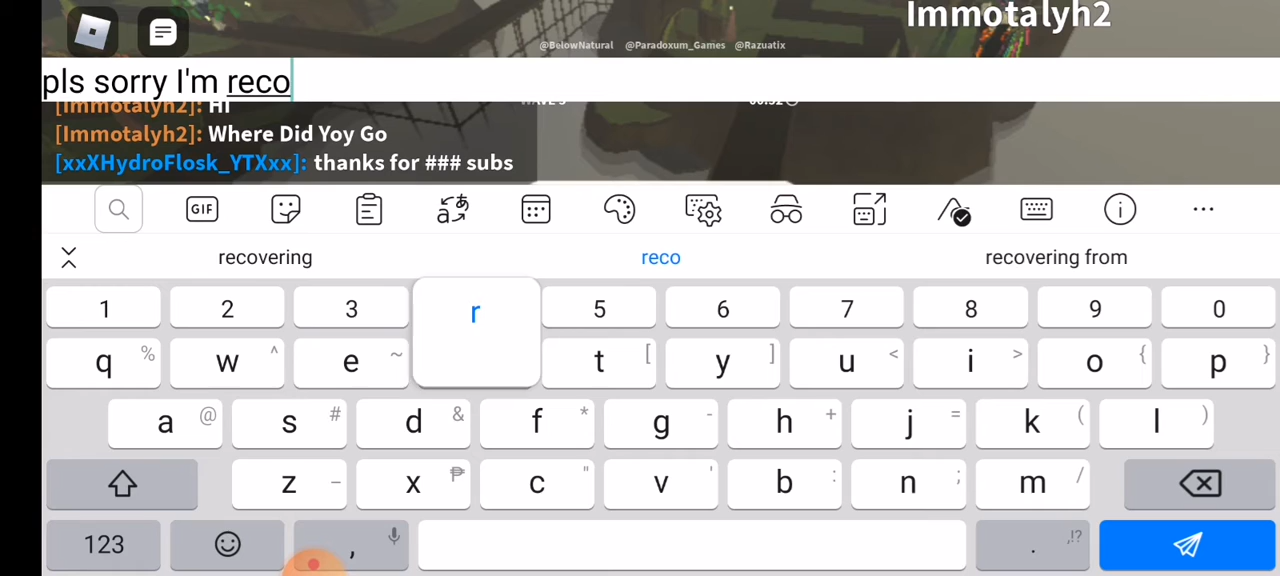 Immotalyh2
@BelowNatural @Paradoxum_Games @Razuatix
pls sorry I'm reco
[Immotalyh2]: Hi
[Immotalyh2]: Where Did Yoy Go
[xxXHydroFlosk_YTXxx]: thanks for ### subs
GIF
recovering reco recovering from
1 2 3 r 5 6 7 8 9 0
q % w ^ e ~ t [ y ] u < i > o { p }
a @ s # d & f * g - h + j = k ( l )
z _ x ₱ c " v ' b : n ; m /
123 , . ,!?